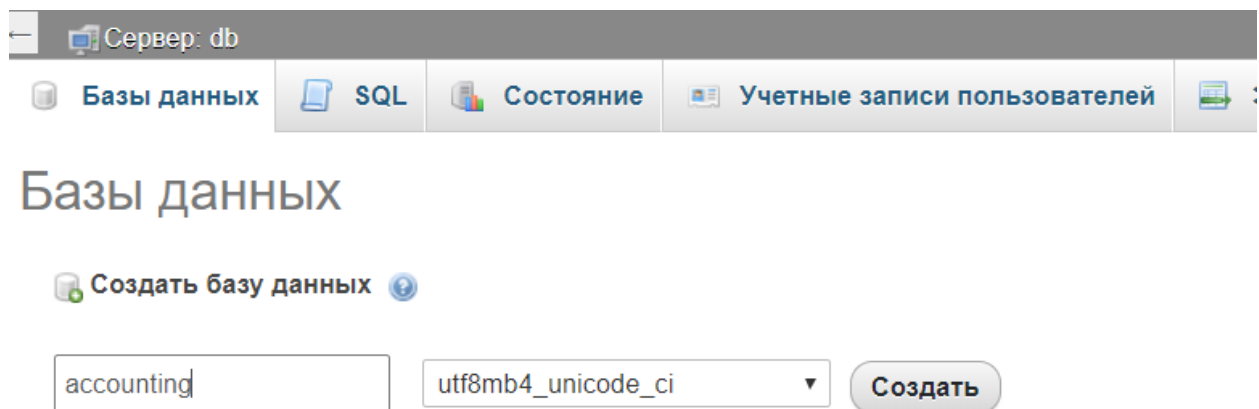 Сервер: db
Базы данных SQL Состояние Учетные записи пользователей
Базы данных
Создать базу данных
accounting utf8mb4_unicode_ci Создать